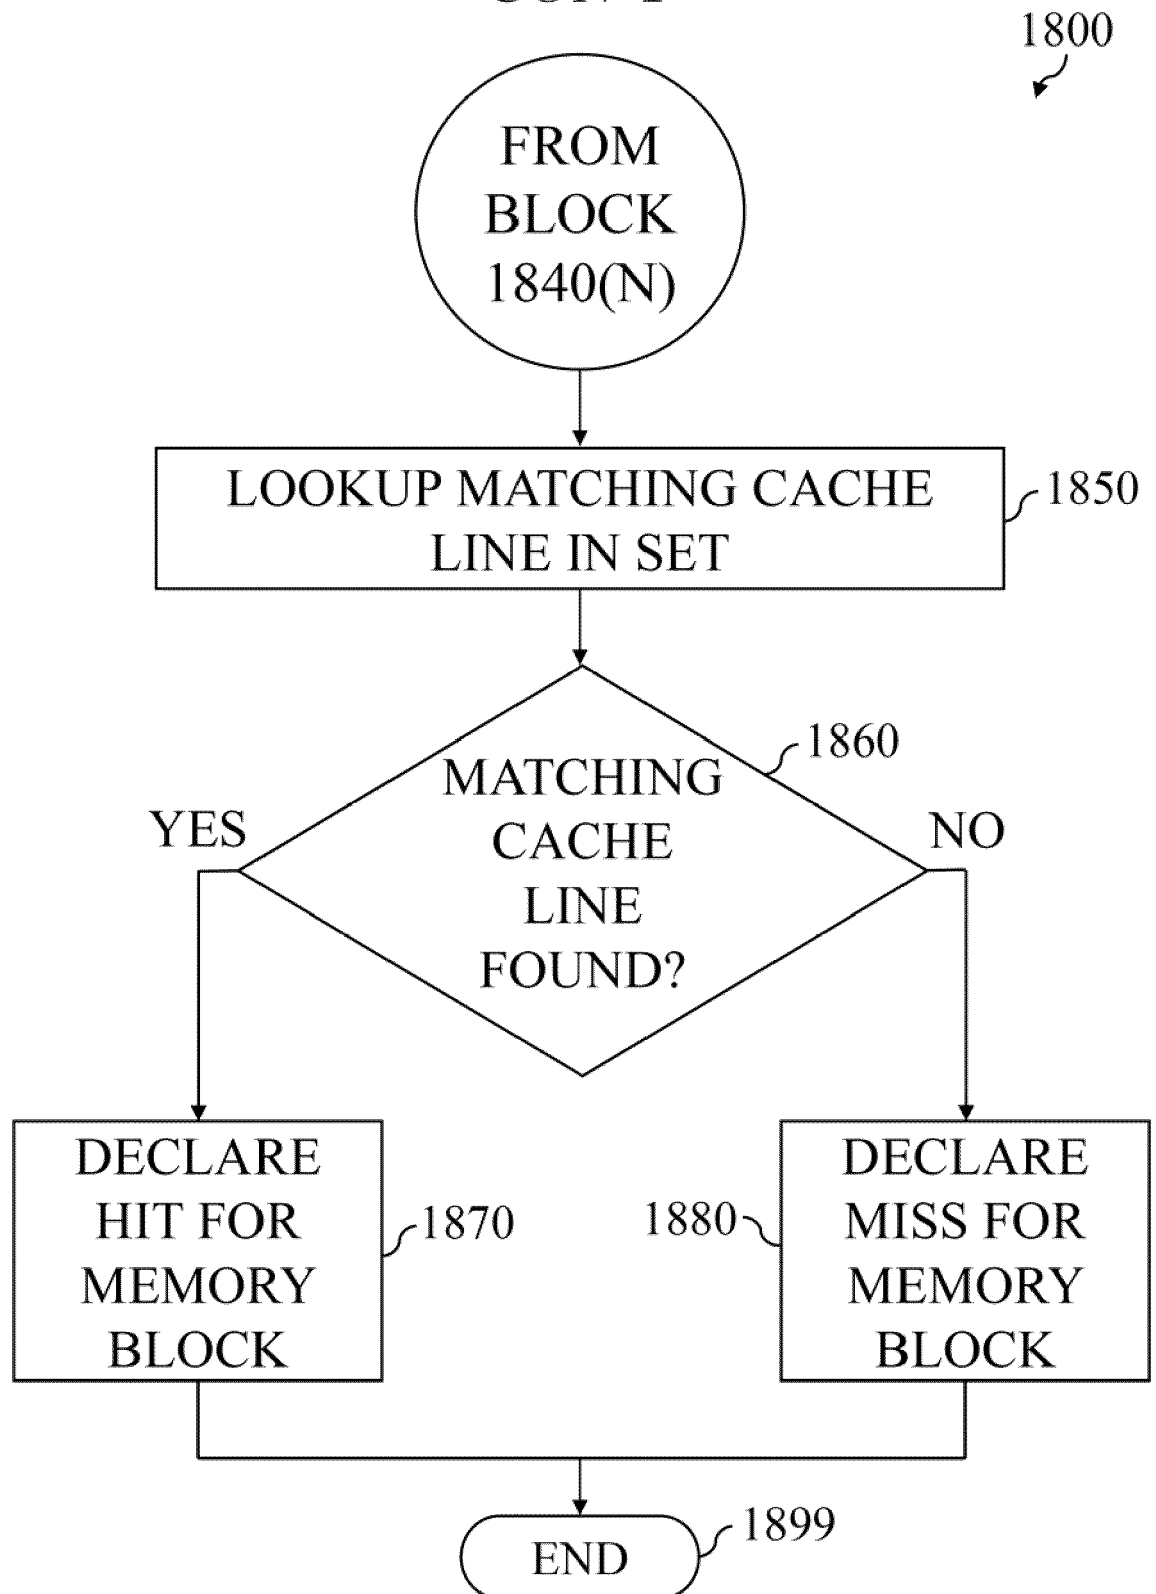 1800
FROM
BLOCK
1840(N)
LOOKUP MATCHING CACHE
LINE IN SET
1850
1860
MATCHING
CACHE
LINE
FOUND?
YES
NO
DECLARE
HIT FOR
MEMORY
BLOCK
1870
1880
DECLARE
MISS FOR
MEMORY
BLOCK
END
1899